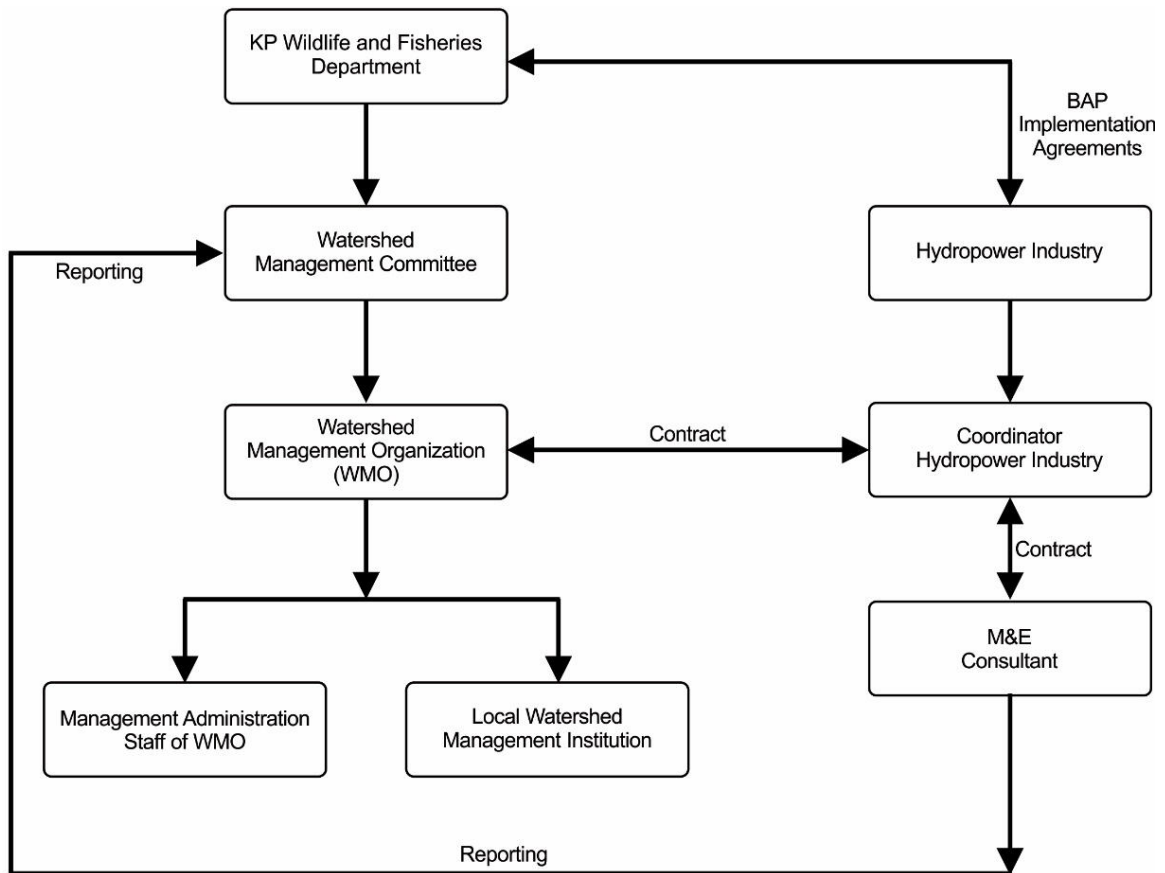 KP Wildlife and Fisheries
Department
BAP
Implementation
Agreements
Watershed
Management Committee
Hydropower Industry
Reporting
Watershed
Management Organization
(WMO)
Contract
Coordinator
Hydropower Industry
Contract
M&E
Consultant
Management Administration
Staff of WMO
Local Watershed
Management Institution
Reporting